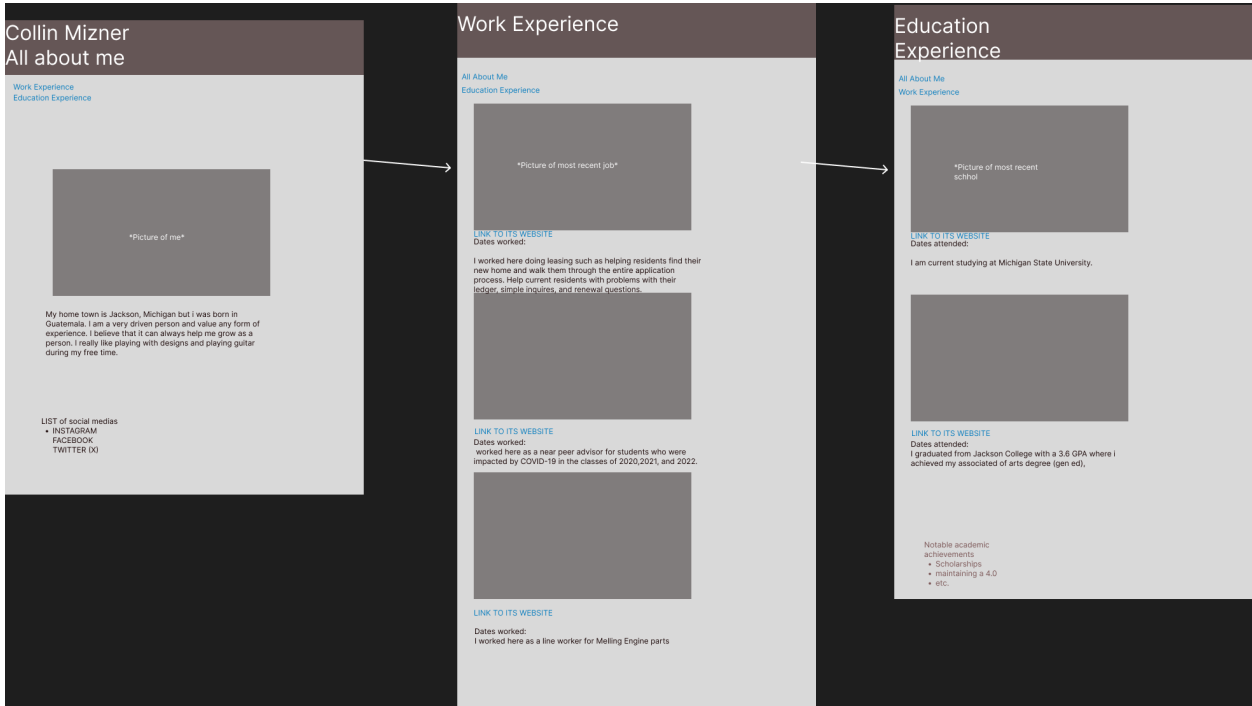 Collin Mizner
All about me
Work Experience
Education Experience
*Picture of me*
My home town is Jackson, Michigan but i was born in
Guatemala. I am a very driven person and value any form of
experience. I believe that it can always help me grow as a
person. I really like playing with designs and playing guitar
during my free time.
LIST of social medias
• INSTAGRAM
FACEBOOK
TWITTER (X)
Work Experience
All About Me
Education Experience
*Picture of most recent job*
LINK TO ITS WEBSITE
Dates worked:
I worked here doing leasing such as helping residents find their
new home and walk them through the entire application
process. Help current residents with problems with their
ledger, simple inquires, and renewal questions.
LINK TO ITS WEBSITE
Dates worked:
worked here as a near peer advisor for students who were
impacted by COVID-19 in the classes of 2020,2021, and 2022.
LINK TO ITS WEBSITE
Dates worked:
I worked here as a line worker for Melling Engine parts
Education
Experience
All About Me
Work Experience
*Picture of most recent
schhol
LINK TO ITS WEBSITE
Dates attended:
I am current studying at Michigan State University.
LINK TO ITS WEBSITE
Dates attended:
I graduated from Jackson College with a 3.6 GPA where i
achieved my associated of arts degree (gen ed),
Notable academic
achievements
• Scholarships
• maintaining a 4.0
• etc.